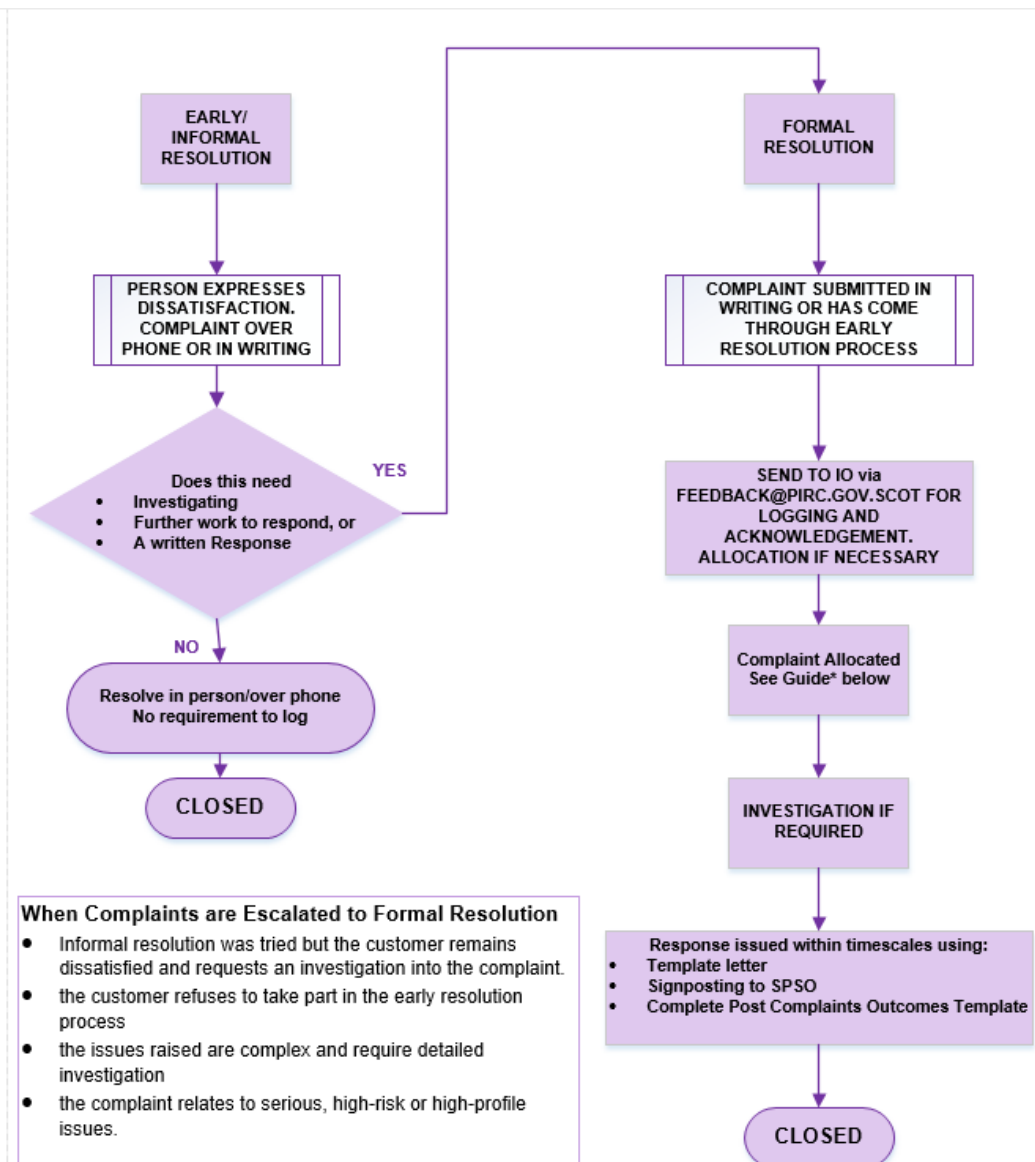 EARLY/
INFORMAL
RESOLUTION
PERSON EXPRESSES
DISSATISFACTION.
COMPLAINT OVER
PHONE OR IN WRITING
Does this need
• Investigating
• Further work to respond, or
• A written Response
YES
NO
Resolve in person/over phone
No requirement to log
CLOSED
When Complaints are Escalated to Formal Resolution
• Informal resolution was tried but the customer remains
dissatisfied and requests an investigation into the complaint.
• the customer refuses to take part in the early resolution
process
• the issues raised are complex and require detailed
investigation
• the complaint relates to serious, high-risk or high-profile
issues.
FORMAL
RESOLUTION
COMPLAINT SUBMITTED IN
WRITING OR HAS COME
THROUGH EARLY
RESOLUTION PROCESS
SEND TO IO via
FEEDBACK@PIRC.GOV.SCOT FOR
LOGGING AND
ACKNOWLEDGEMENT.
ALLOCATION IF NECESSARY
Complaint Allocated
See Guide* below
INVESTIGATION IF
REQUIRED
Response issued within timescales using:
• Template letter
• Signposting to SPSO
• Complete Post Complaints Outcomes Template
CLOSED